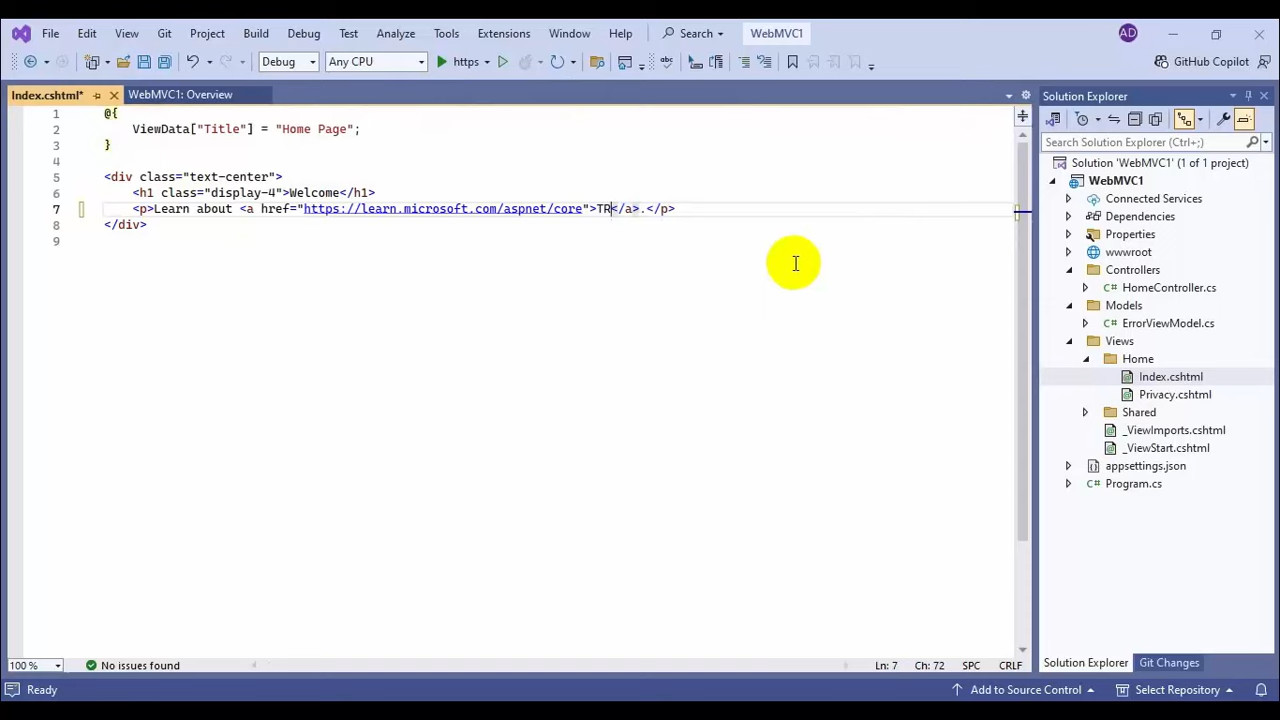 File Edit View Git Project Build Debug Test Analyze Tools Extensions Window Search WebMVC1 AD
Debug Any CPU https GitHub Copilot
Index.cshtml* WebMVC1: Overview
1 @{
2 ViewData["Title"] = "Home Page";
3 }
4
5 <div class="text-center">
6 <h1 class="display-4">Welcome</h1>
7 <p>Learn about <a href="https://learn.microsoft.com/aspnet/core">TR</a>.</p>
8 </div>
9
Solution Explorer
Search Solution Explorer (Ctrl+;)
Solution 'WebMVC1' (1 of 1 project)
WebMVC1
Connected Services
Dependencies
Properties
wwwroot
Controllers
C# HomeController.cs
Models
C# ErrorViewModel.cs
Views
Home
Index.cshtml
Privacy.cshtml
Shared
_ViewImports.cshtml
_ViewStart.cshtml
appsettings.json
C# Program.cs
100 % No issues found Ln: 7 Ch: 72 SPC CRLF
Solution Explorer Git Changes
Ready Add to Source Control Select Repository